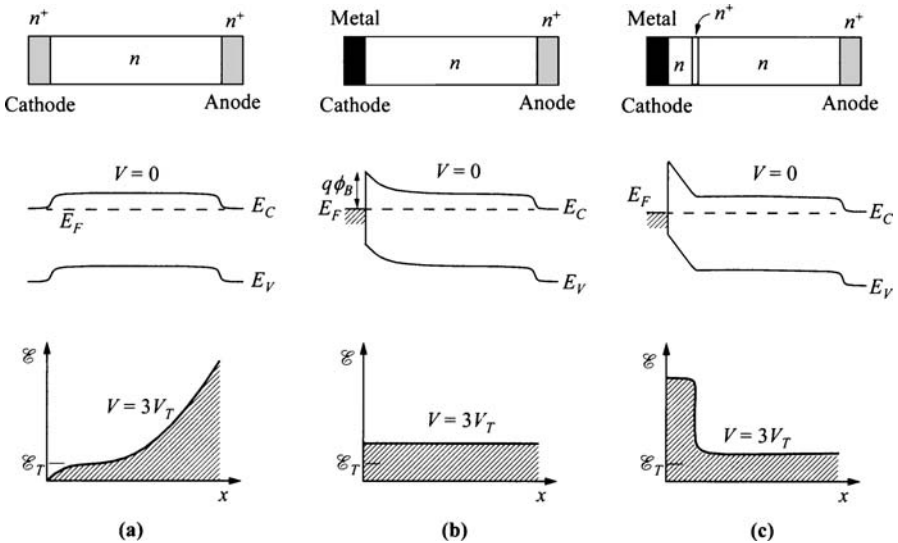 n⁺ n⁺
n
Cathode Anode
V = 0
E_C
E_F
E_V
ℰ
V = 3V_T
ℰ_T
x
(a)
Metal n⁺
n
Cathode Anode
V = 0
qϕ_B
E_F E_C
E_V
ℰ
V = 3V_T
ℰ_T
x
(b)
Metal n⁺ n⁺
n n
Cathode Anode
V = 0
E_F
E_C
E_V
ℰ
V = 3V_T
ℰ_T
x
(c)